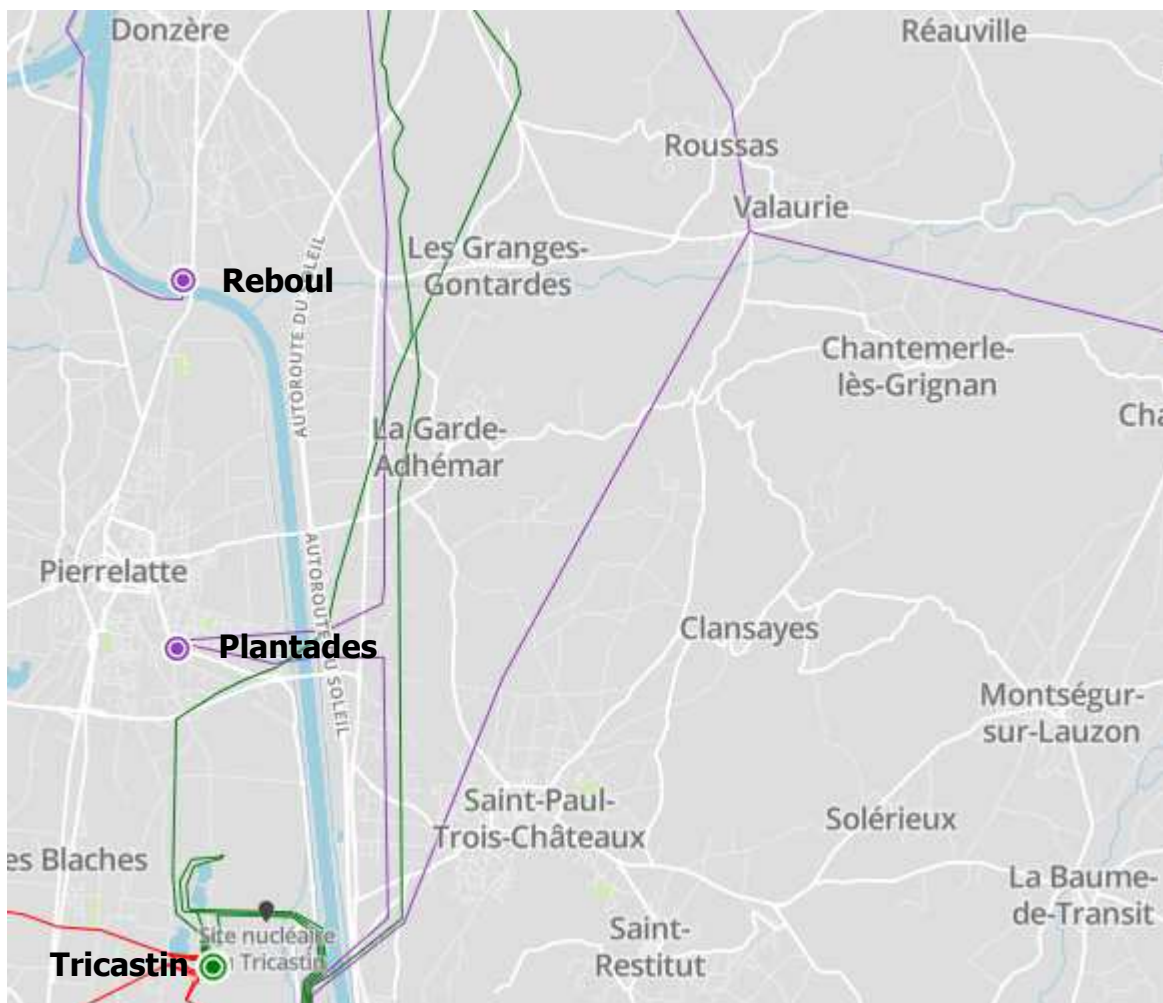 Donzère
Réauville
Roussas
Valaurie
Les Granges-
Gontardes
Reboul
AUTOROUTE DU SOLEIL
Chantemerle-
lès-Grignan
Cha
La Garde-
Adhémar
Pierrelatte
AUTOROUTE DU SOLEIL
Plantades
Clansayes
Montségur-
sur-Lauzon
Saint-Paul-
Trois-Châteaux
Solérieux
es Blaches
La Baume-
de-Transit
Site nucléaire
Tricastin
Tricastin
Saint-
Restitut